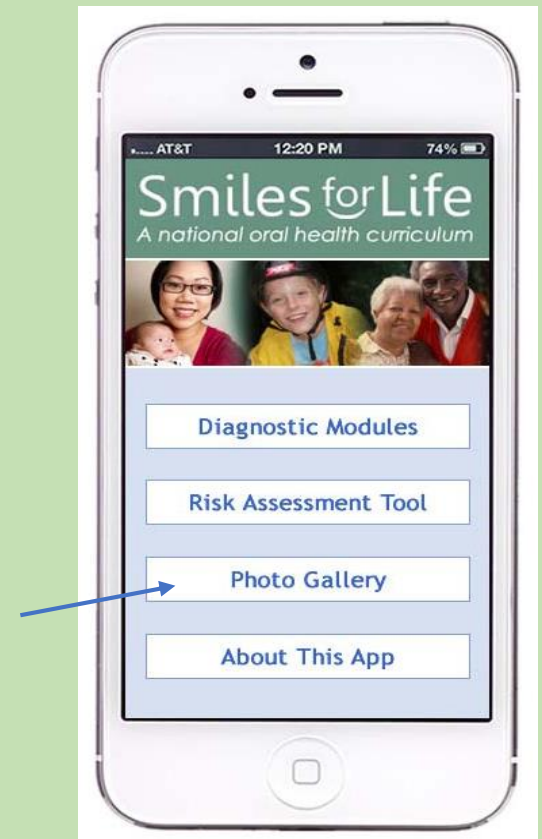 AT&T 12:20 PM 74%
Smiles for Life
A national oral health curriculum
Diagnostic Modules
Risk Assessment Tool
Photo Gallery
About This App